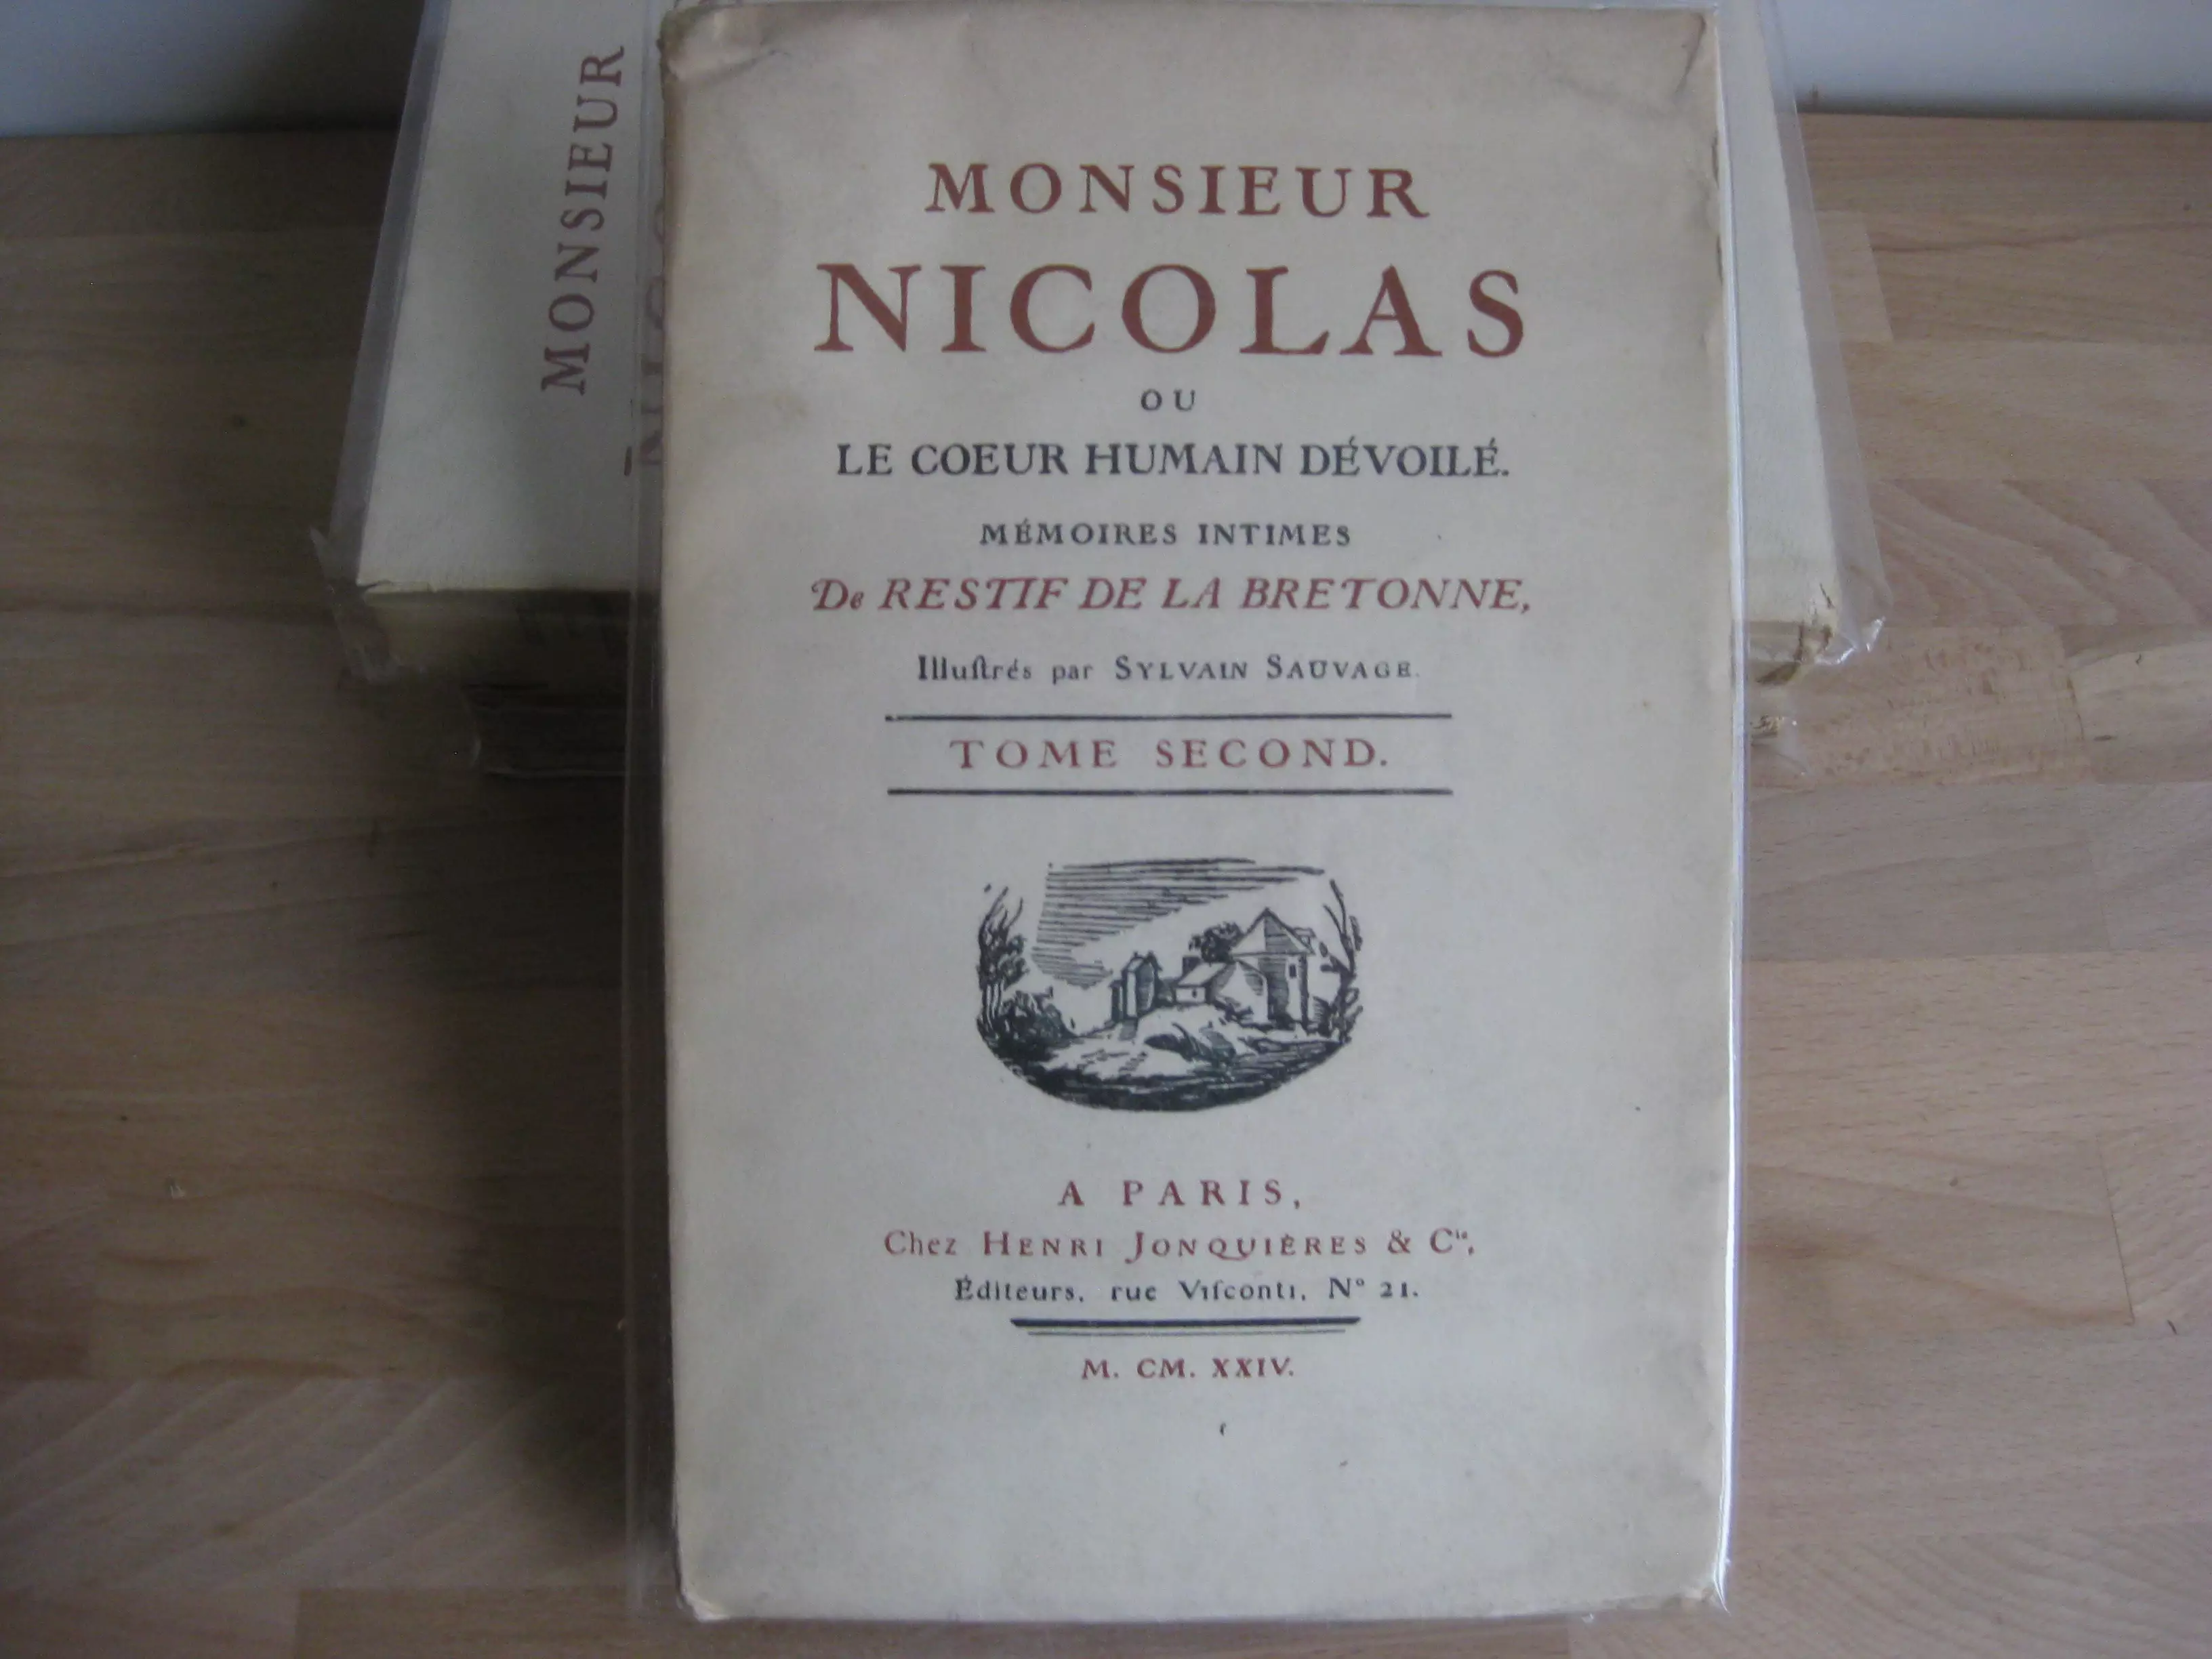 MONSIEUR
MONSIEUR
NICOLAS
OU
LE COEUR HUMAIN DÉVOILÉ.
MÉMOIRES INTIMES
De RESTIF DE LA BRETONNE,
Illuſtrés par SYLVAIN SAUVAGE.
TOME SECOND.
A PARIS,
Chez HENRI JONQUIÈRES & Cie,
Éditeurs, rue Viſconti, N° 21.
M. CM. XXIV.